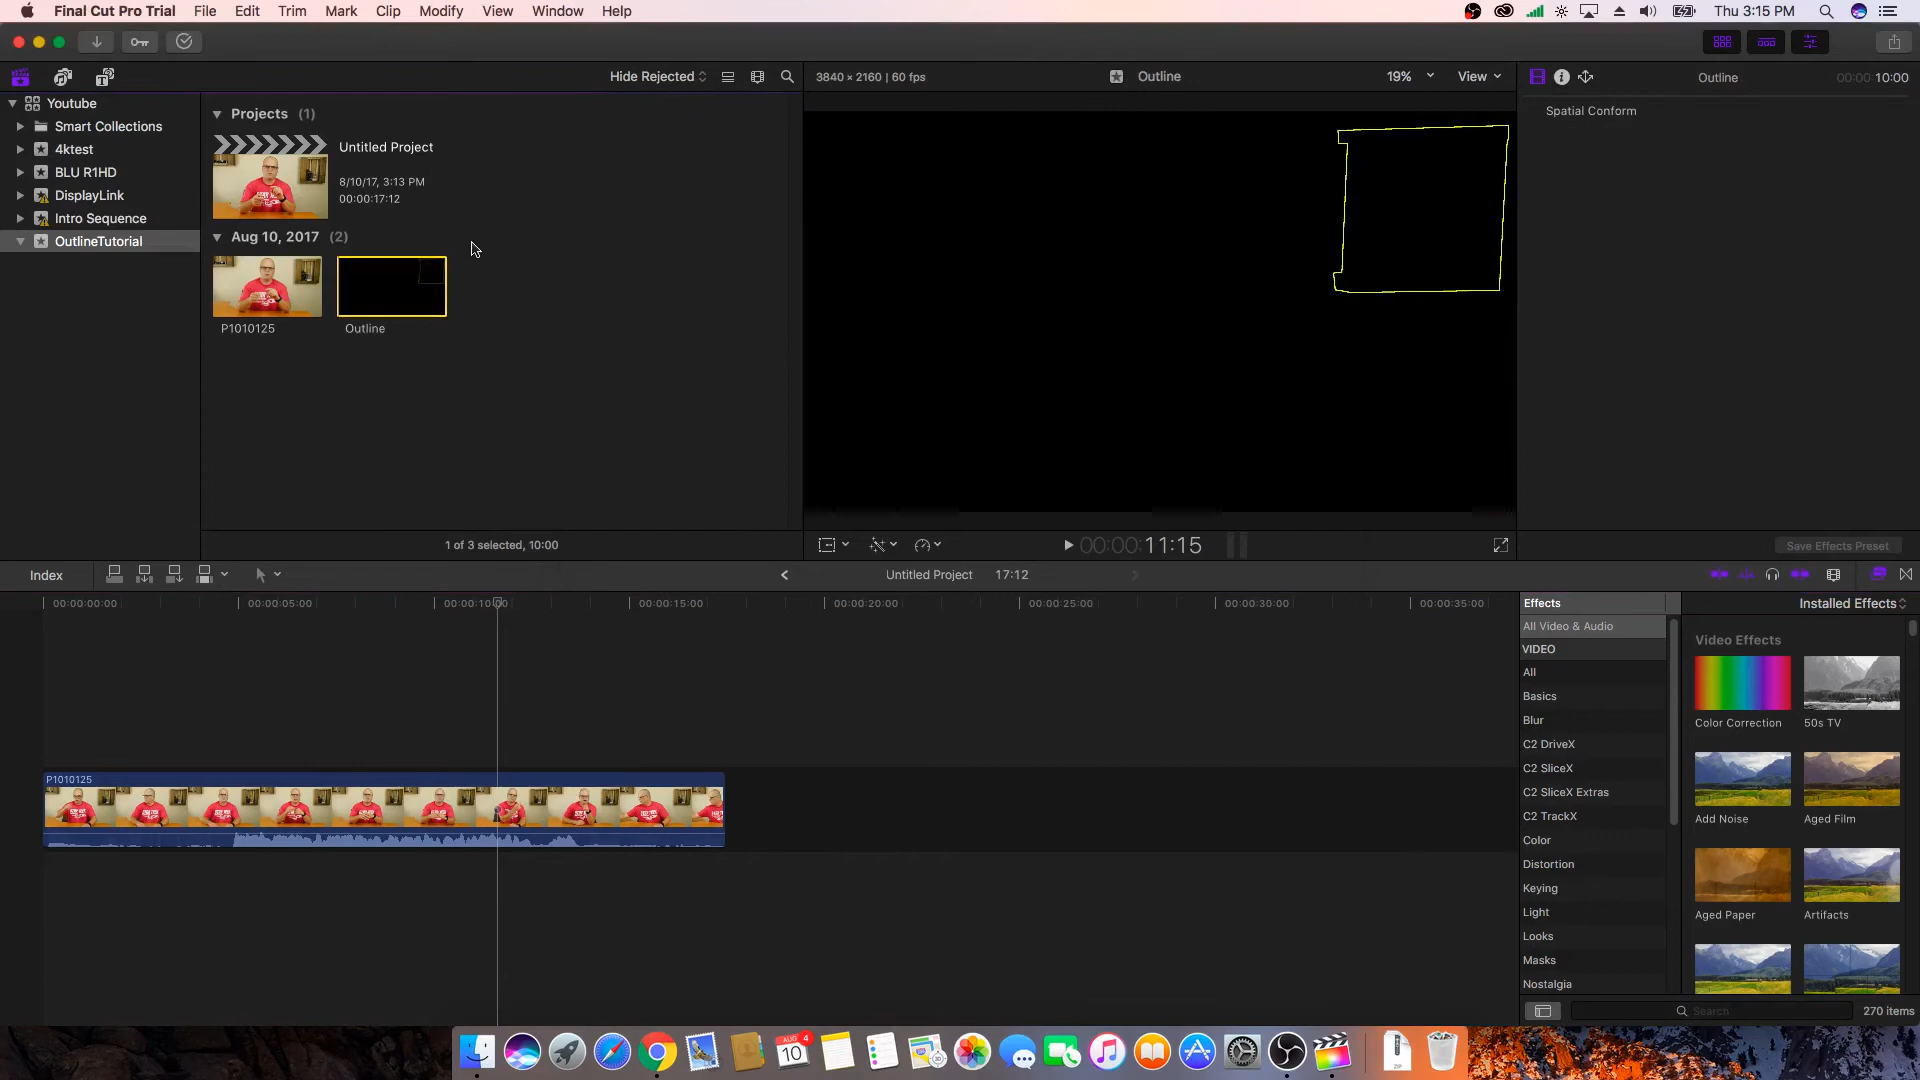 Final Cut Pro Trial File Edit Trim Mark Clip Modify View Window Help Thu 3:15 PM
Hide Rejected 3840 × 2160 | 60 fps Outline 19% View Outline 00:00:10:00
Youtube
Smart Collections
4ktest
BLU R1HD
DisplayLink
Intro Sequence
OutlineTutorial
Projects (1)
Untitled Project
8/10/17, 3:13 PM
00:00:17:12
Aug 10, 2017 (2)
P1010125 Outline
1 of 3 selected, 10:00
00:00:11:15
Spatial Conform
Save Effects Preset
Index Untitled Project 17:12
00:00:00:00 00:00:05:00 00:00:10:00 00:00:15:00 00:00:20:00 00:00:25:00 00:00:30:00 00:00:35:00
P1010125
Effects Installed Effects
All Video & Audio
VIDEO
All
Basics
Blur
C2 DriveX
C2 SliceX
C2 SliceX Extras
C2 TrackX
Color
Distortion
Keying
Light
Looks
Masks
Nostalgia
Video Effects
Color Correction 50s TV
Add Noise Aged Film
Aged Paper Artifacts
Search 270 items
AUG 4
10
ZIP